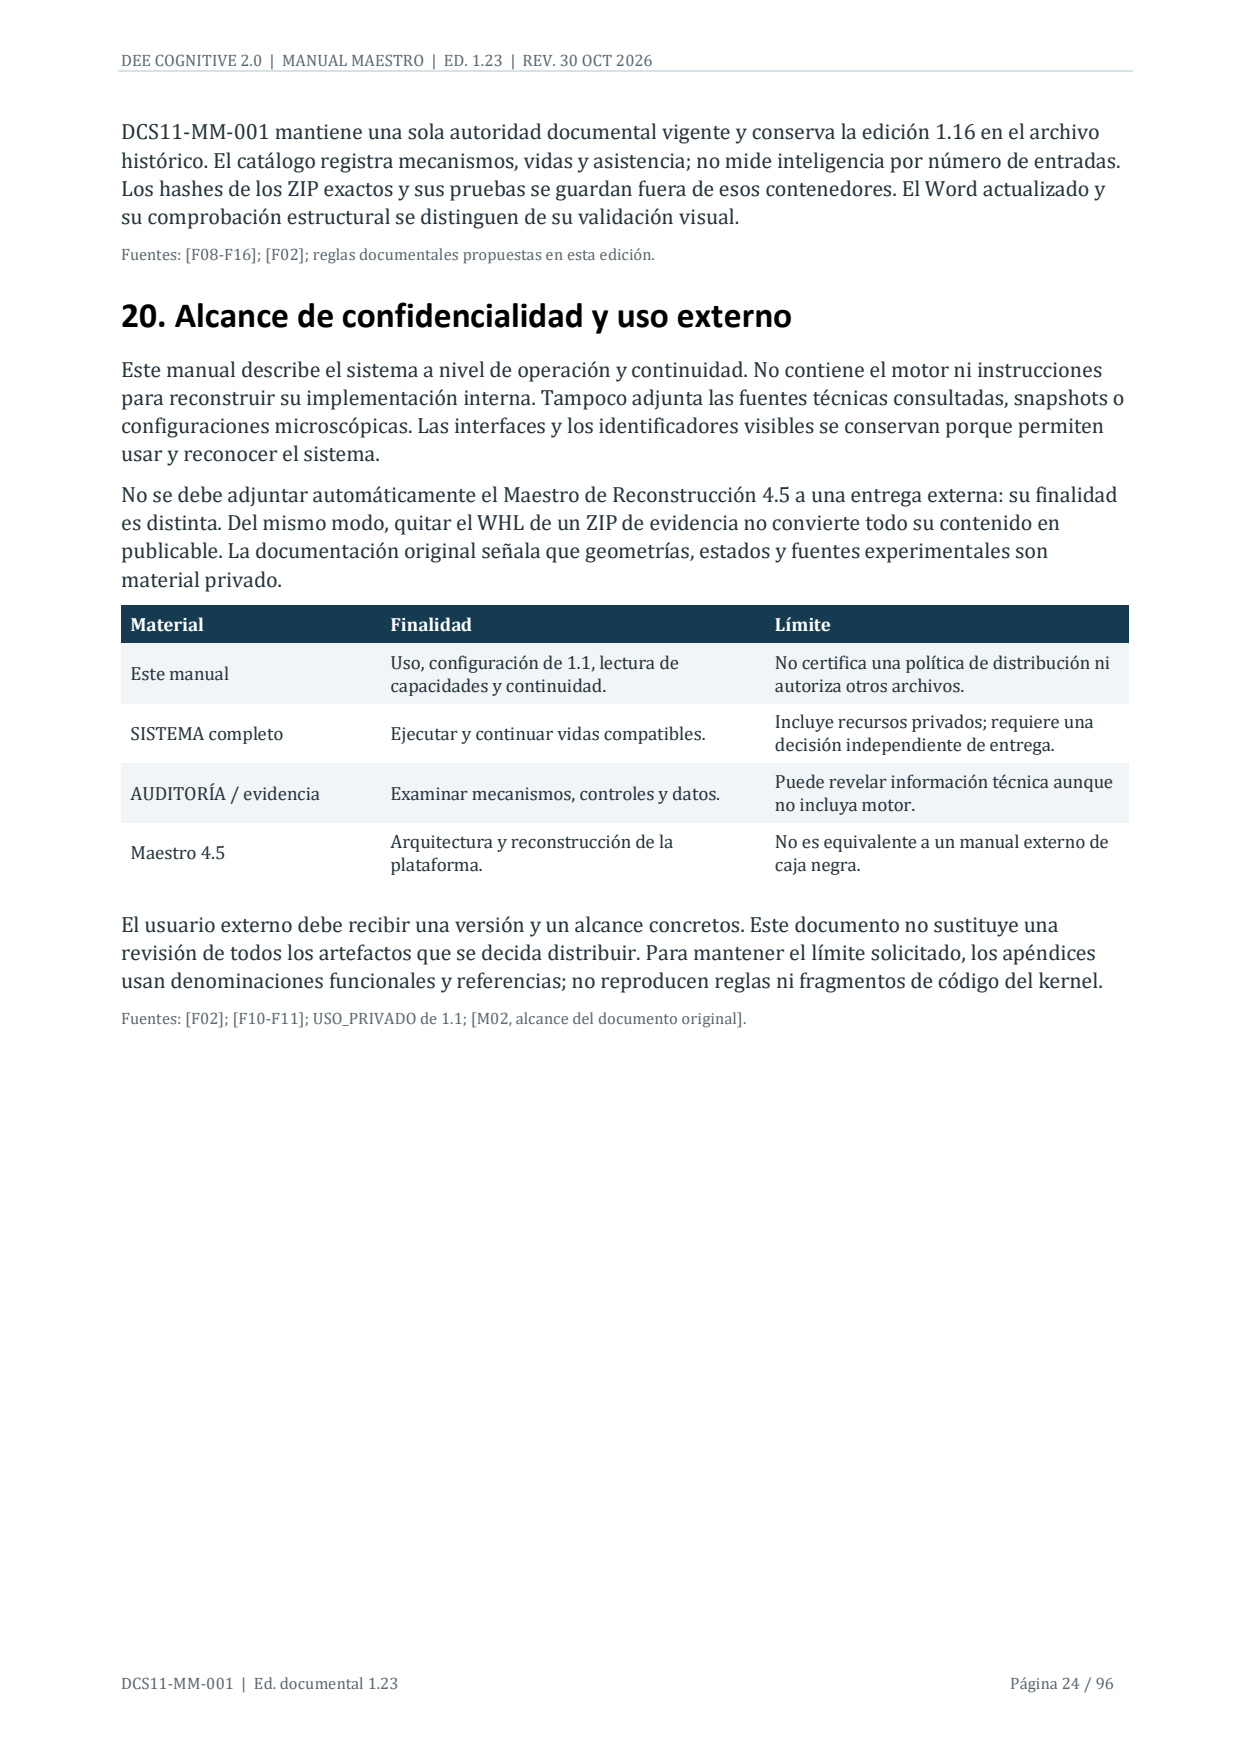 DEE COGNITIVE 2.0 | MANUAL MAESTRO | ED. 1.23 | REV. 30 OCT 2026
DCS11-MM-001 mantiene una sola autoridad documental vigente y conserva la edición 1.16 en el archivo
histórico. El catálogo registra mecanismos, vidas y asistencia; no mide inteligencia por número de entradas.
Los hashes de los ZIP exactos y sus pruebas se guardan fuera de esos contenedores. El Word actualizado y
su comprobación estructural se distinguen de su validación visual.
Fuentes: [F08-F16]; [F02]; reglas documentales propuestas en esta edición.
20. Alcance de confidencialidad y uso externo
Este manual describe el sistema a nivel de operación y continuidad. No contiene el motor ni instrucciones
para reconstruir su implementación interna. Tampoco adjunta las fuentes técnicas consultadas, snapshots o
configuraciones microscópicas. Las interfaces y los identificadores visibles se conservan porque permiten
usar y reconocer el sistema.
No se debe adjuntar automáticamente el Maestro de Reconstrucción 4.5 a una entrega externa: su finalidad
es distinta. Del mismo modo, quitar el WHL de un ZIP de evidencia no convierte todo su contenido en
publicable. La documentación original señala que geometrías, estados y fuentes experimentales son
material privado.
Material Finalidad Límite
Este manual Uso, configuración de 1.1, lectura de capacidades y continuidad. No certifica una política de distribución ni autoriza otros archivos.
SISTEMA completo Ejecutar y continuar vidas compatibles. Incluye recursos privados; requiere una decisión independiente de entrega.
AUDITORÍA / evidencia Examinar mecanismos, controles y datos. Puede revelar información técnica aunque no incluya motor.
Maestro 4.5 Arquitectura y reconstrucción de la plataforma. No es equivalente a un manual externo de caja negra.
El usuario externo debe recibir una versión y un alcance concretos. Este documento no sustituye una
revisión de todos los artefactos que se decida distribuir. Para mantener el límite solicitado, los apéndices
usan denominaciones funcionales y referencias; no reproducen reglas ni fragmentos de código del kernel.
Fuentes: [F02]; [F10-F11]; USO_PRIVADO de 1.1; [M02, alcance del documento original].
DCS11-MM-001 | Ed. documental 1.23
Página 24 / 96